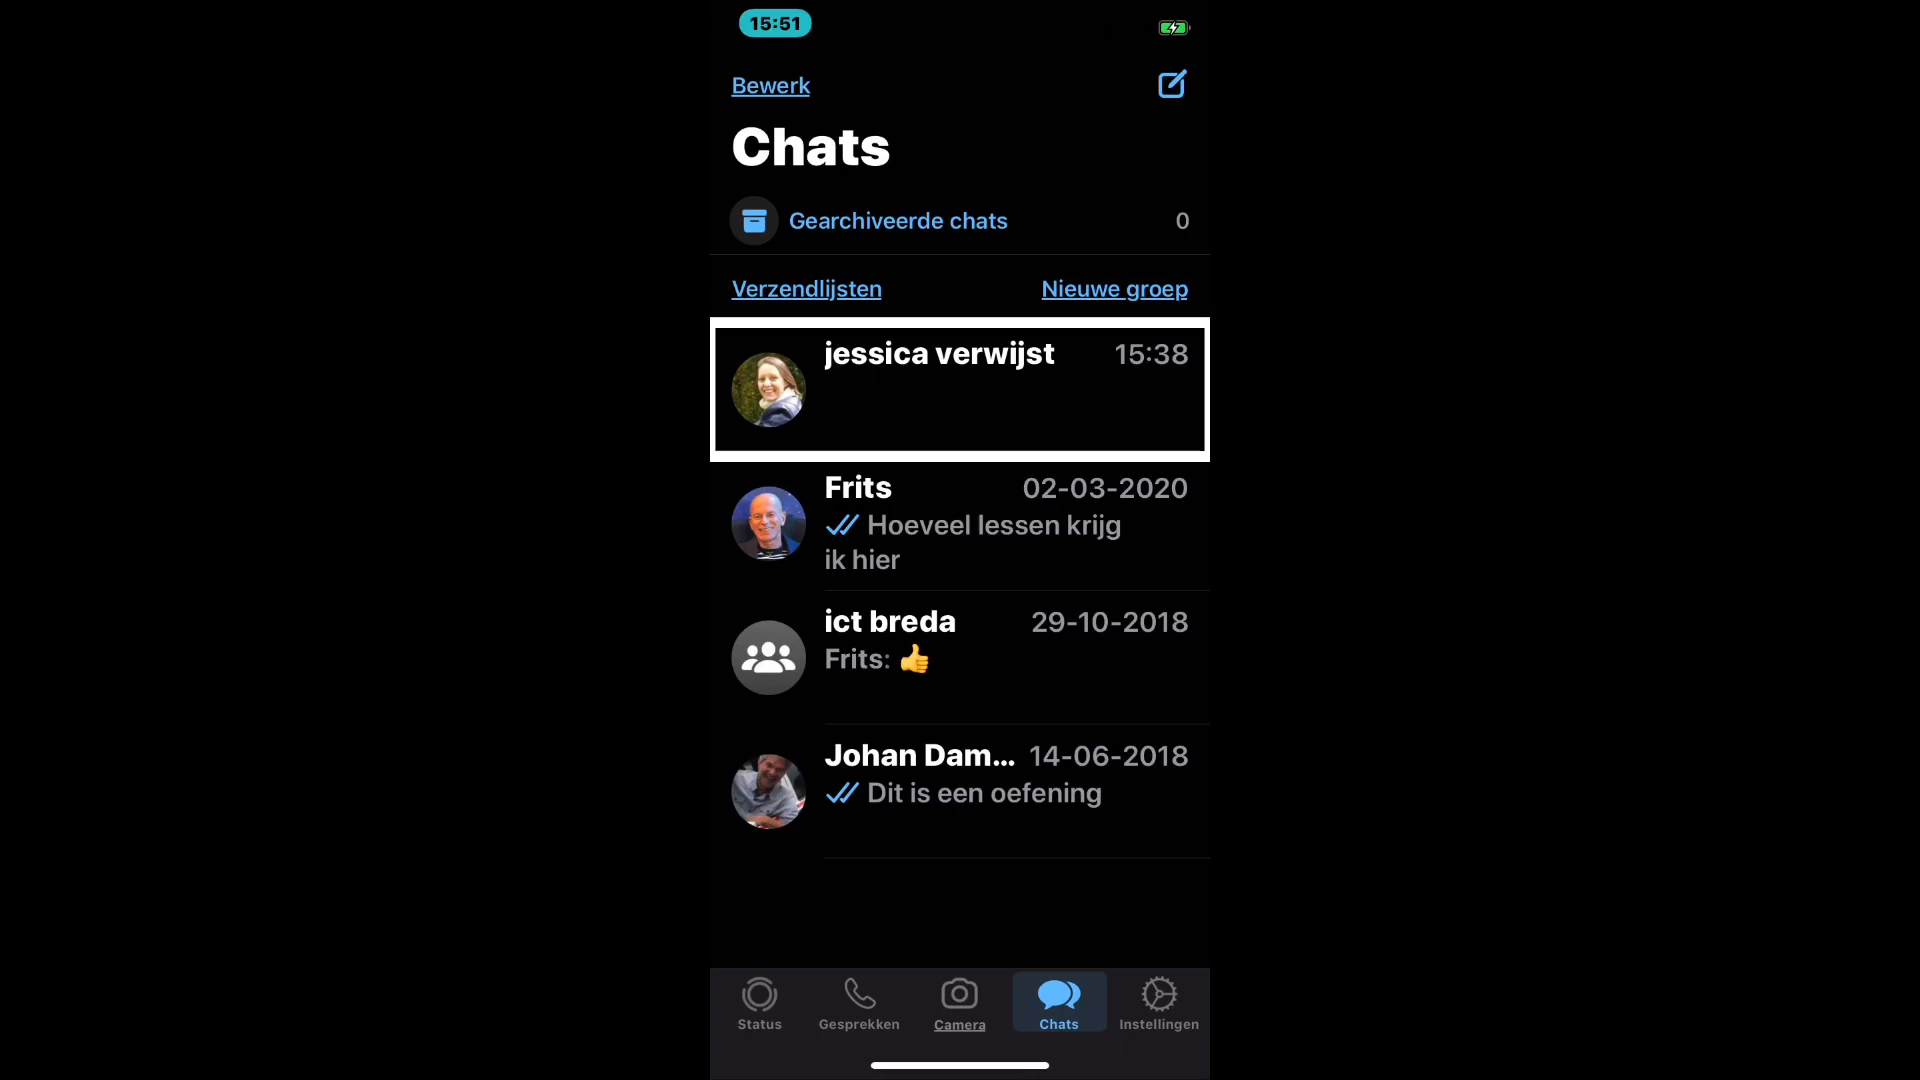 15:51
Bewerk
Chats
Gearchiveerde chats 0
Verzendlijsten Nieuwe groep
jessica verwijst 15:38
Frits 02-03-2020
Hoeveel lessen krijg
ik hier
ict breda 29-10-2018
Frits: 👍
Johan Dam... 14-06-2018
Dit is een oefening
Status Gesprekken Camera Chats Instellingen